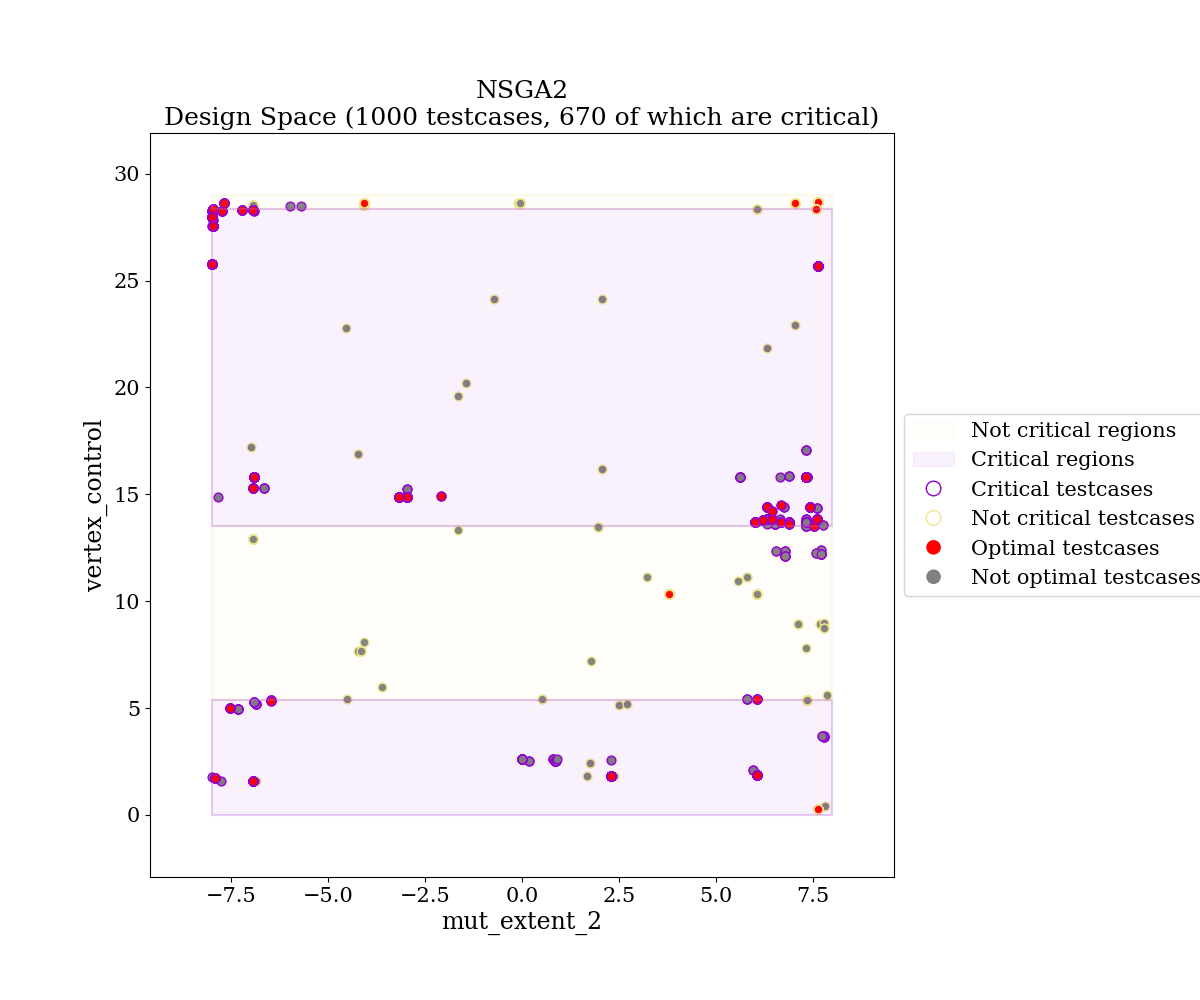 NSGA2
Design Space (1000 testcases, 670 of which are critical)
30
25
20
15
10
5
0
vertex_control
−7.5
−5.0
−2.5
0.0
2.5
5.0
7.5
mut_extent_2
Not critical regions
Critical regions
Critical testcases
Not critical testcases
Optimal testcases
Not optimal testcases